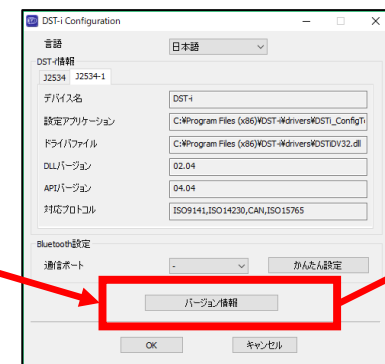 DST-i Configuration
言語 日本語
DST-i情報
J2534 J2534-1
デバイス名 DST-i
設定アプリケーション C:¥Program Files (x86)¥DST-i¥drivers¥DSTi_ConfigTo
ドライバファイル C:¥Program Files (x86)¥DST-i¥drivers¥DSTiDV32.dll
DLLバージョン 02.04
APIバージョン 04.04
対応プロトコル ISO9141,ISO14230,CAN,ISO15765
Bluetooth設定
通信ポート - かんたん設定
バージョン情報
OK キャンセル